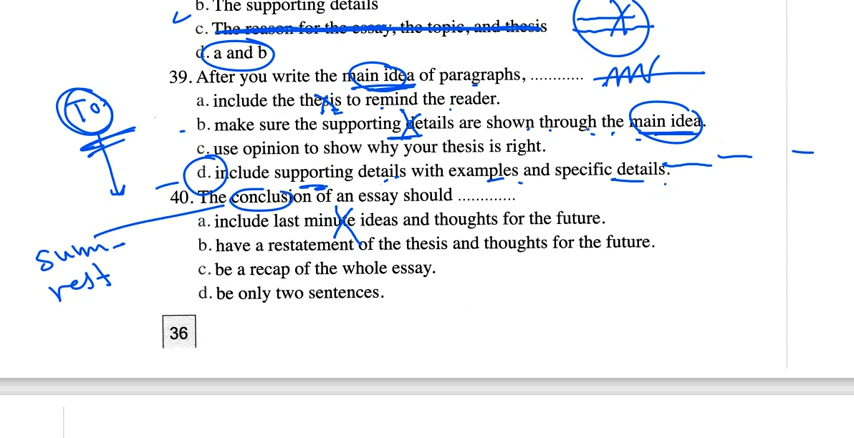 b. The supporting details
c. The reason for the essay, the topic, and thesis
d. a and b
39. After you write the main idea of paragraphs, ............
a. include the thesis to remind the reader.
b. make sure the supporting details are shown through the main idea.
c. use opinion to show why your thesis is right.
d. include supporting details with examples and specific details.
40. The conclusion of an essay should .............
a. include last minute ideas and thoughts for the future.
b. have a restatement of the thesis and thoughts for the future.
c. be a recap of the whole essay.
d. be only two sentences.
To
summ-
rest
36